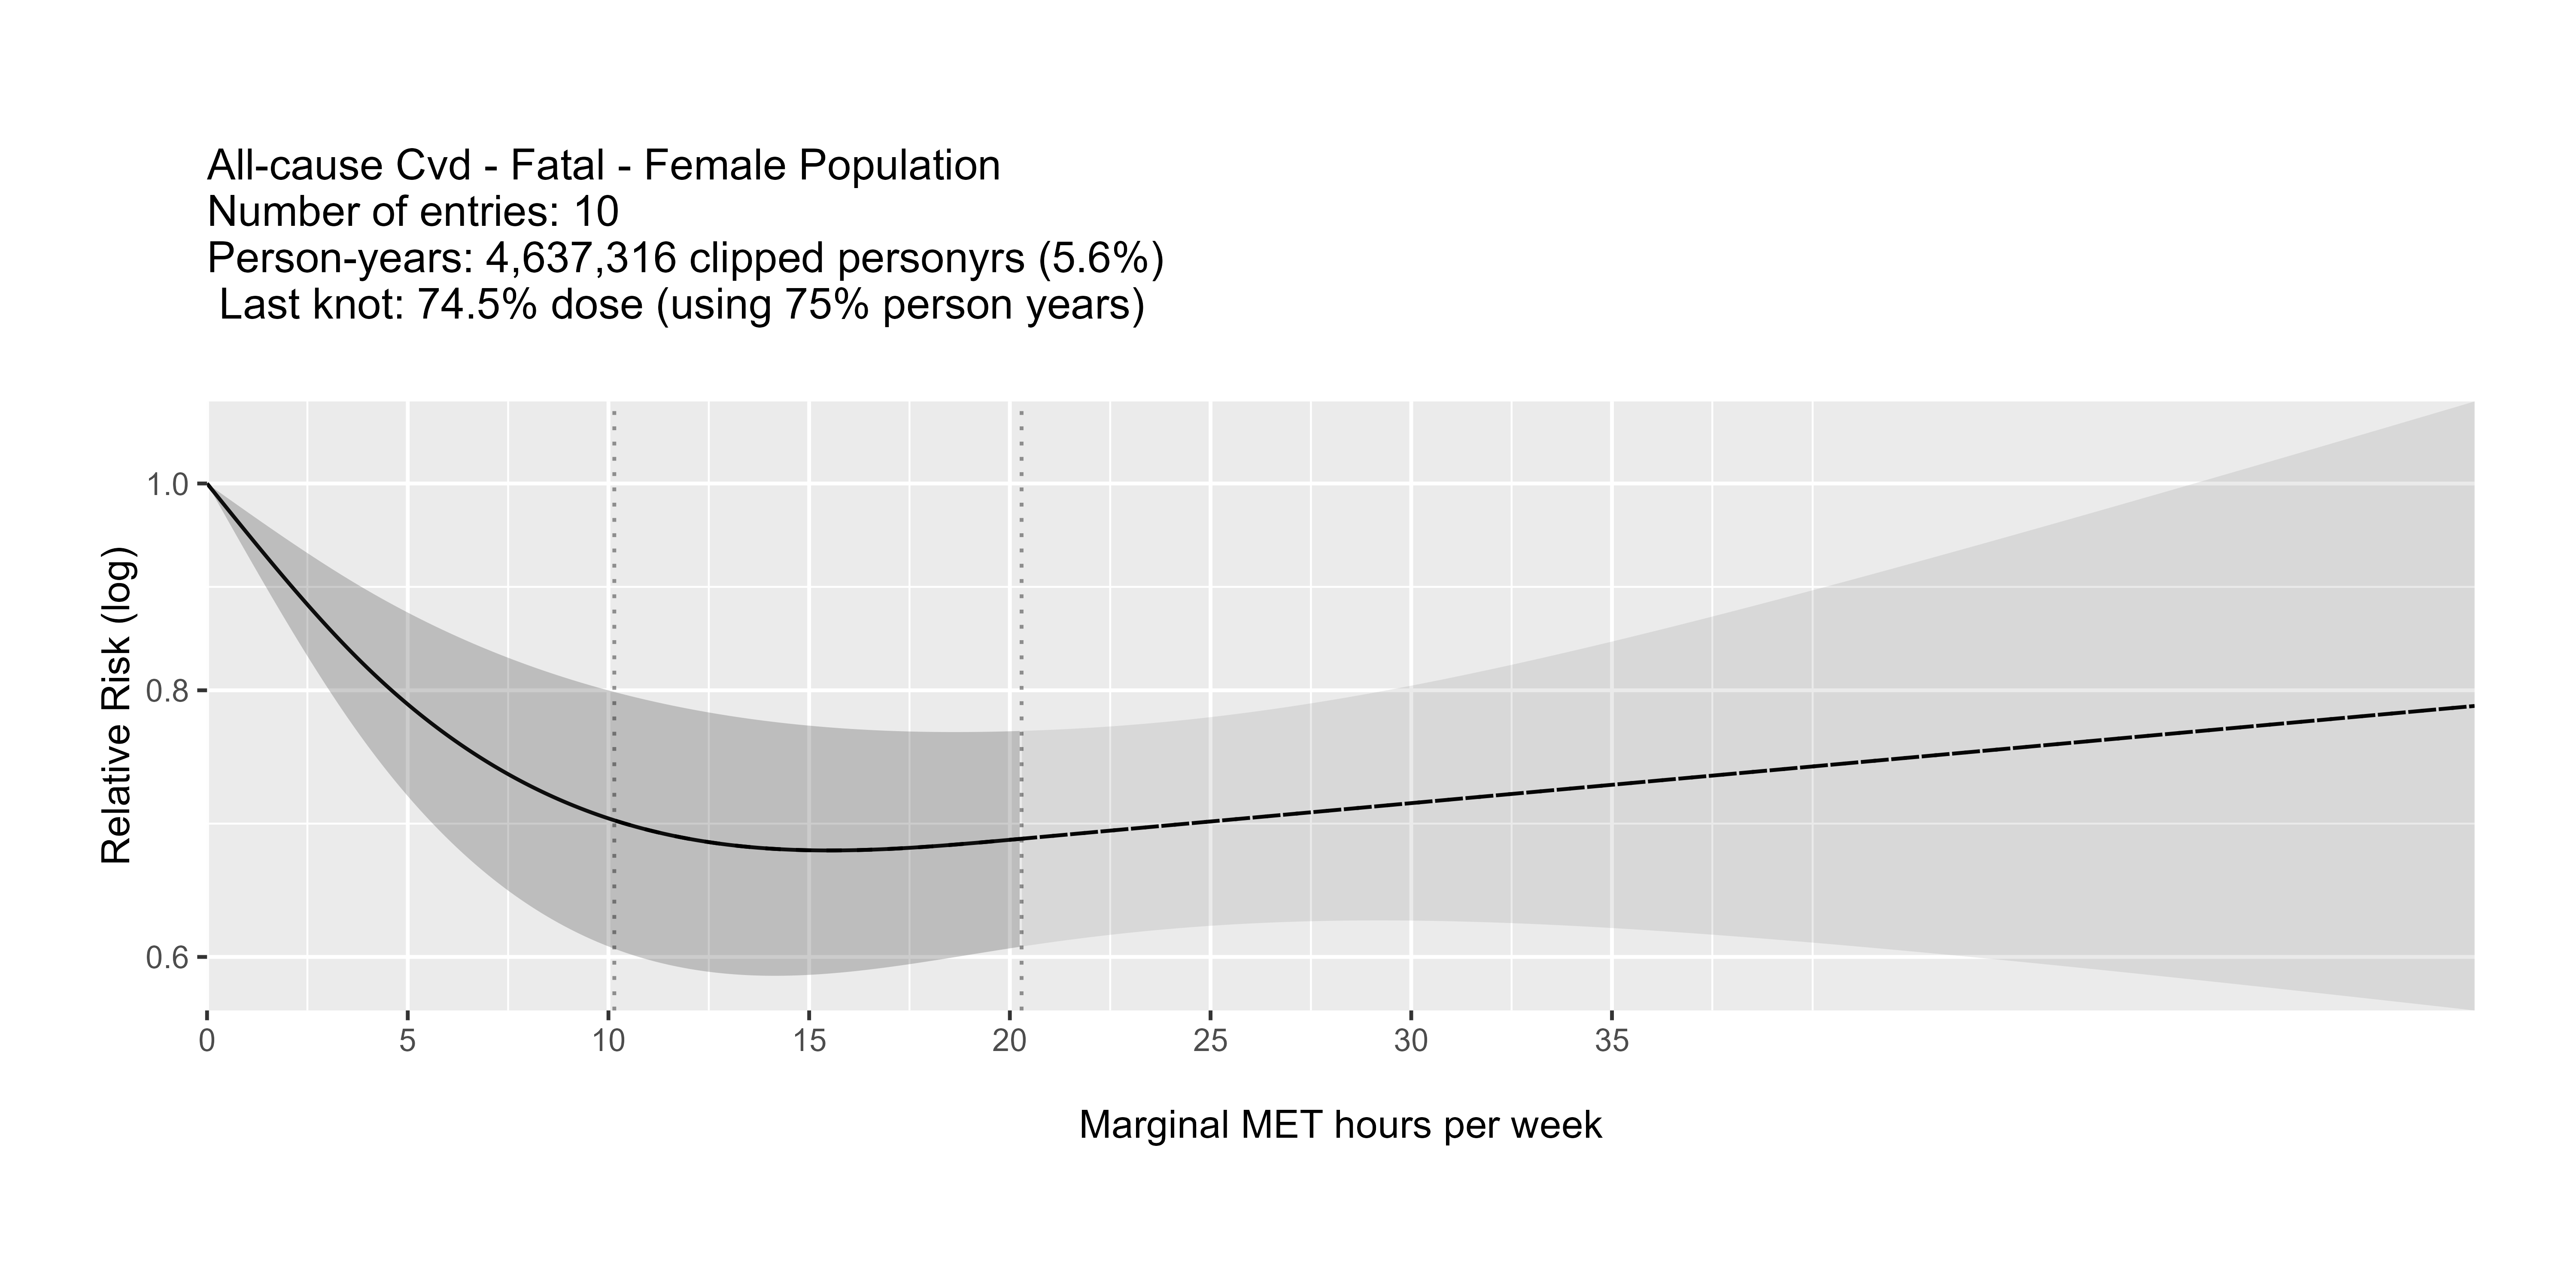 All-cause Cvd - Fatal - Female Population
Number of entries: 10
Person-years: 4,637,316 clipped personyrs (5.6%)
Last knot: 74.5% dose (using 75% person years)
Relative Risk (log)
1.0
0.8
0.6
0 5 10 15 20 25 30 35
Marginal MET hours per week